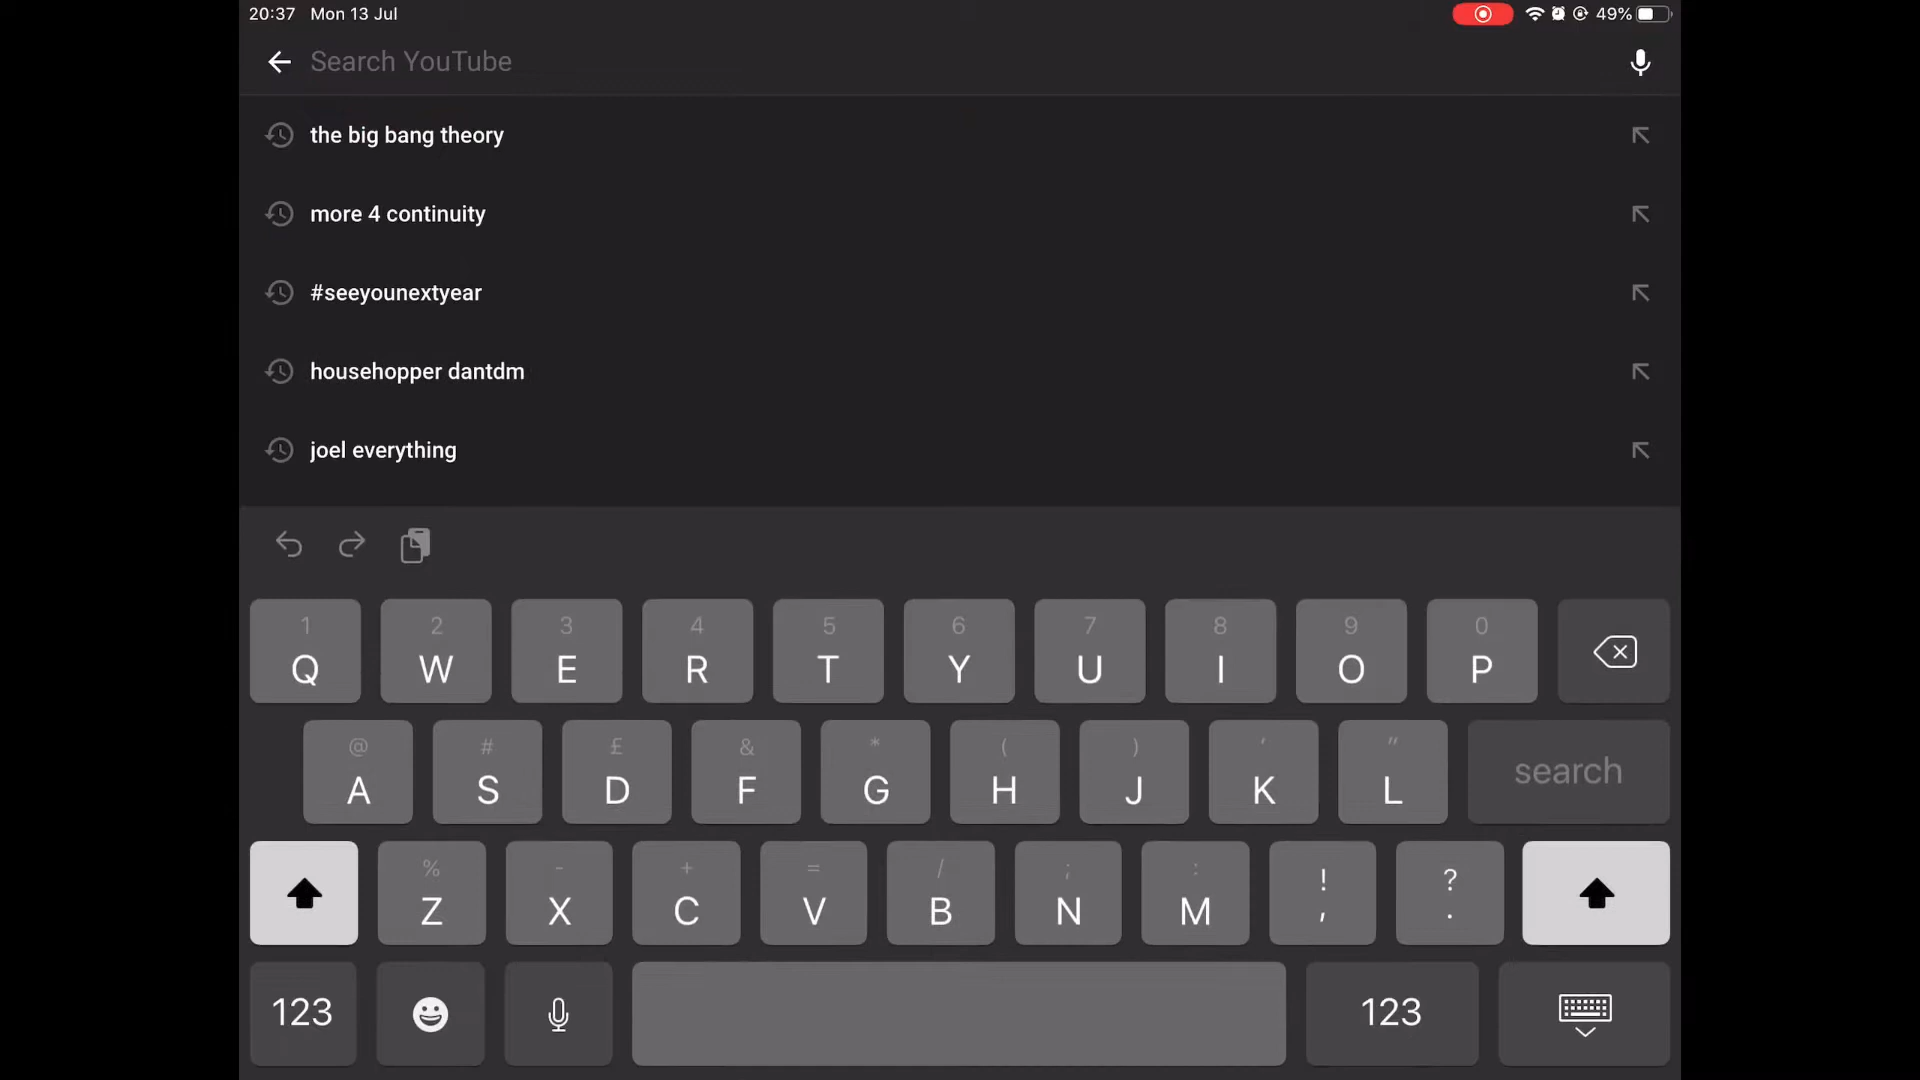 20:37 Mon 13 Jul 49%
Search YouTube
the big bang theory
more 4 continuity
#seeyounextyear
househopper dantdm
joel everything
1 2 3 4 5 6 7 8 9 0
Q W E R T Y U I O P
@ # £ & * ( ) ' "
A S D F G H J K L search
% - + = / ; : ! ?
Z X C V B N M , .
123 123